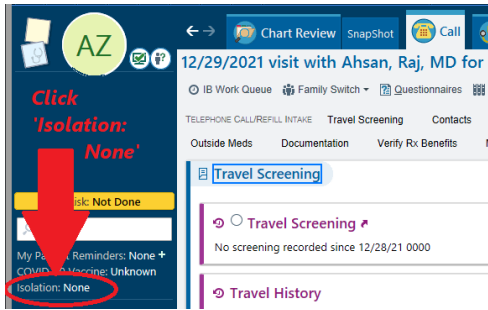 AZ
Click
'Isolation:
None'
isk: Not Done
My Pa Reminders: None +
COVID Vaccine: Unknown
Isolation: None
Chart Review SnapShot Call
12/29/2021 visit with Ahsan, Raj, MD for
IB Work Queue Family Switch Questionnaires
TELEPHONE CALL/REFILL INTAKE Travel Screening Contacts
Outside Meds Documentation Verify Rx Benefits
Travel Screening
Travel Screening
No screening recorded since 12/28/21 0000
Travel History